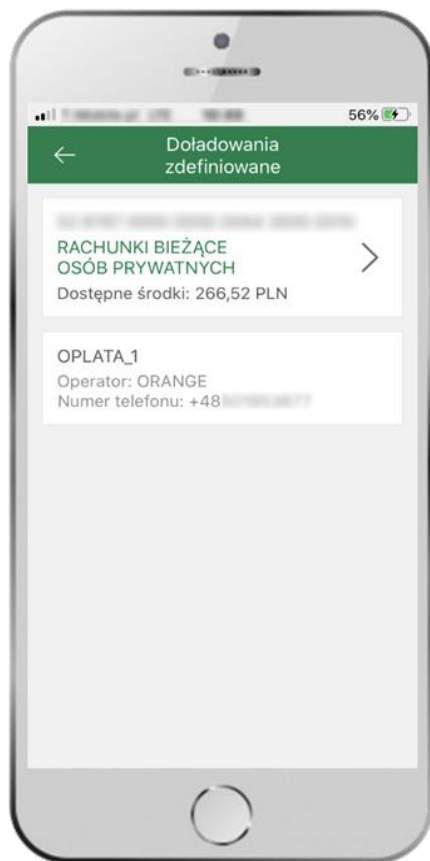 56%
Doładowania
zdefiniowane
RACHUNKI BIEŻĄCE
OSÓB PRYWATNYCH
Dostępne środki: 266,52 PLN
OPLATA_1
Operator: ORANGE
Numer telefonu: +48